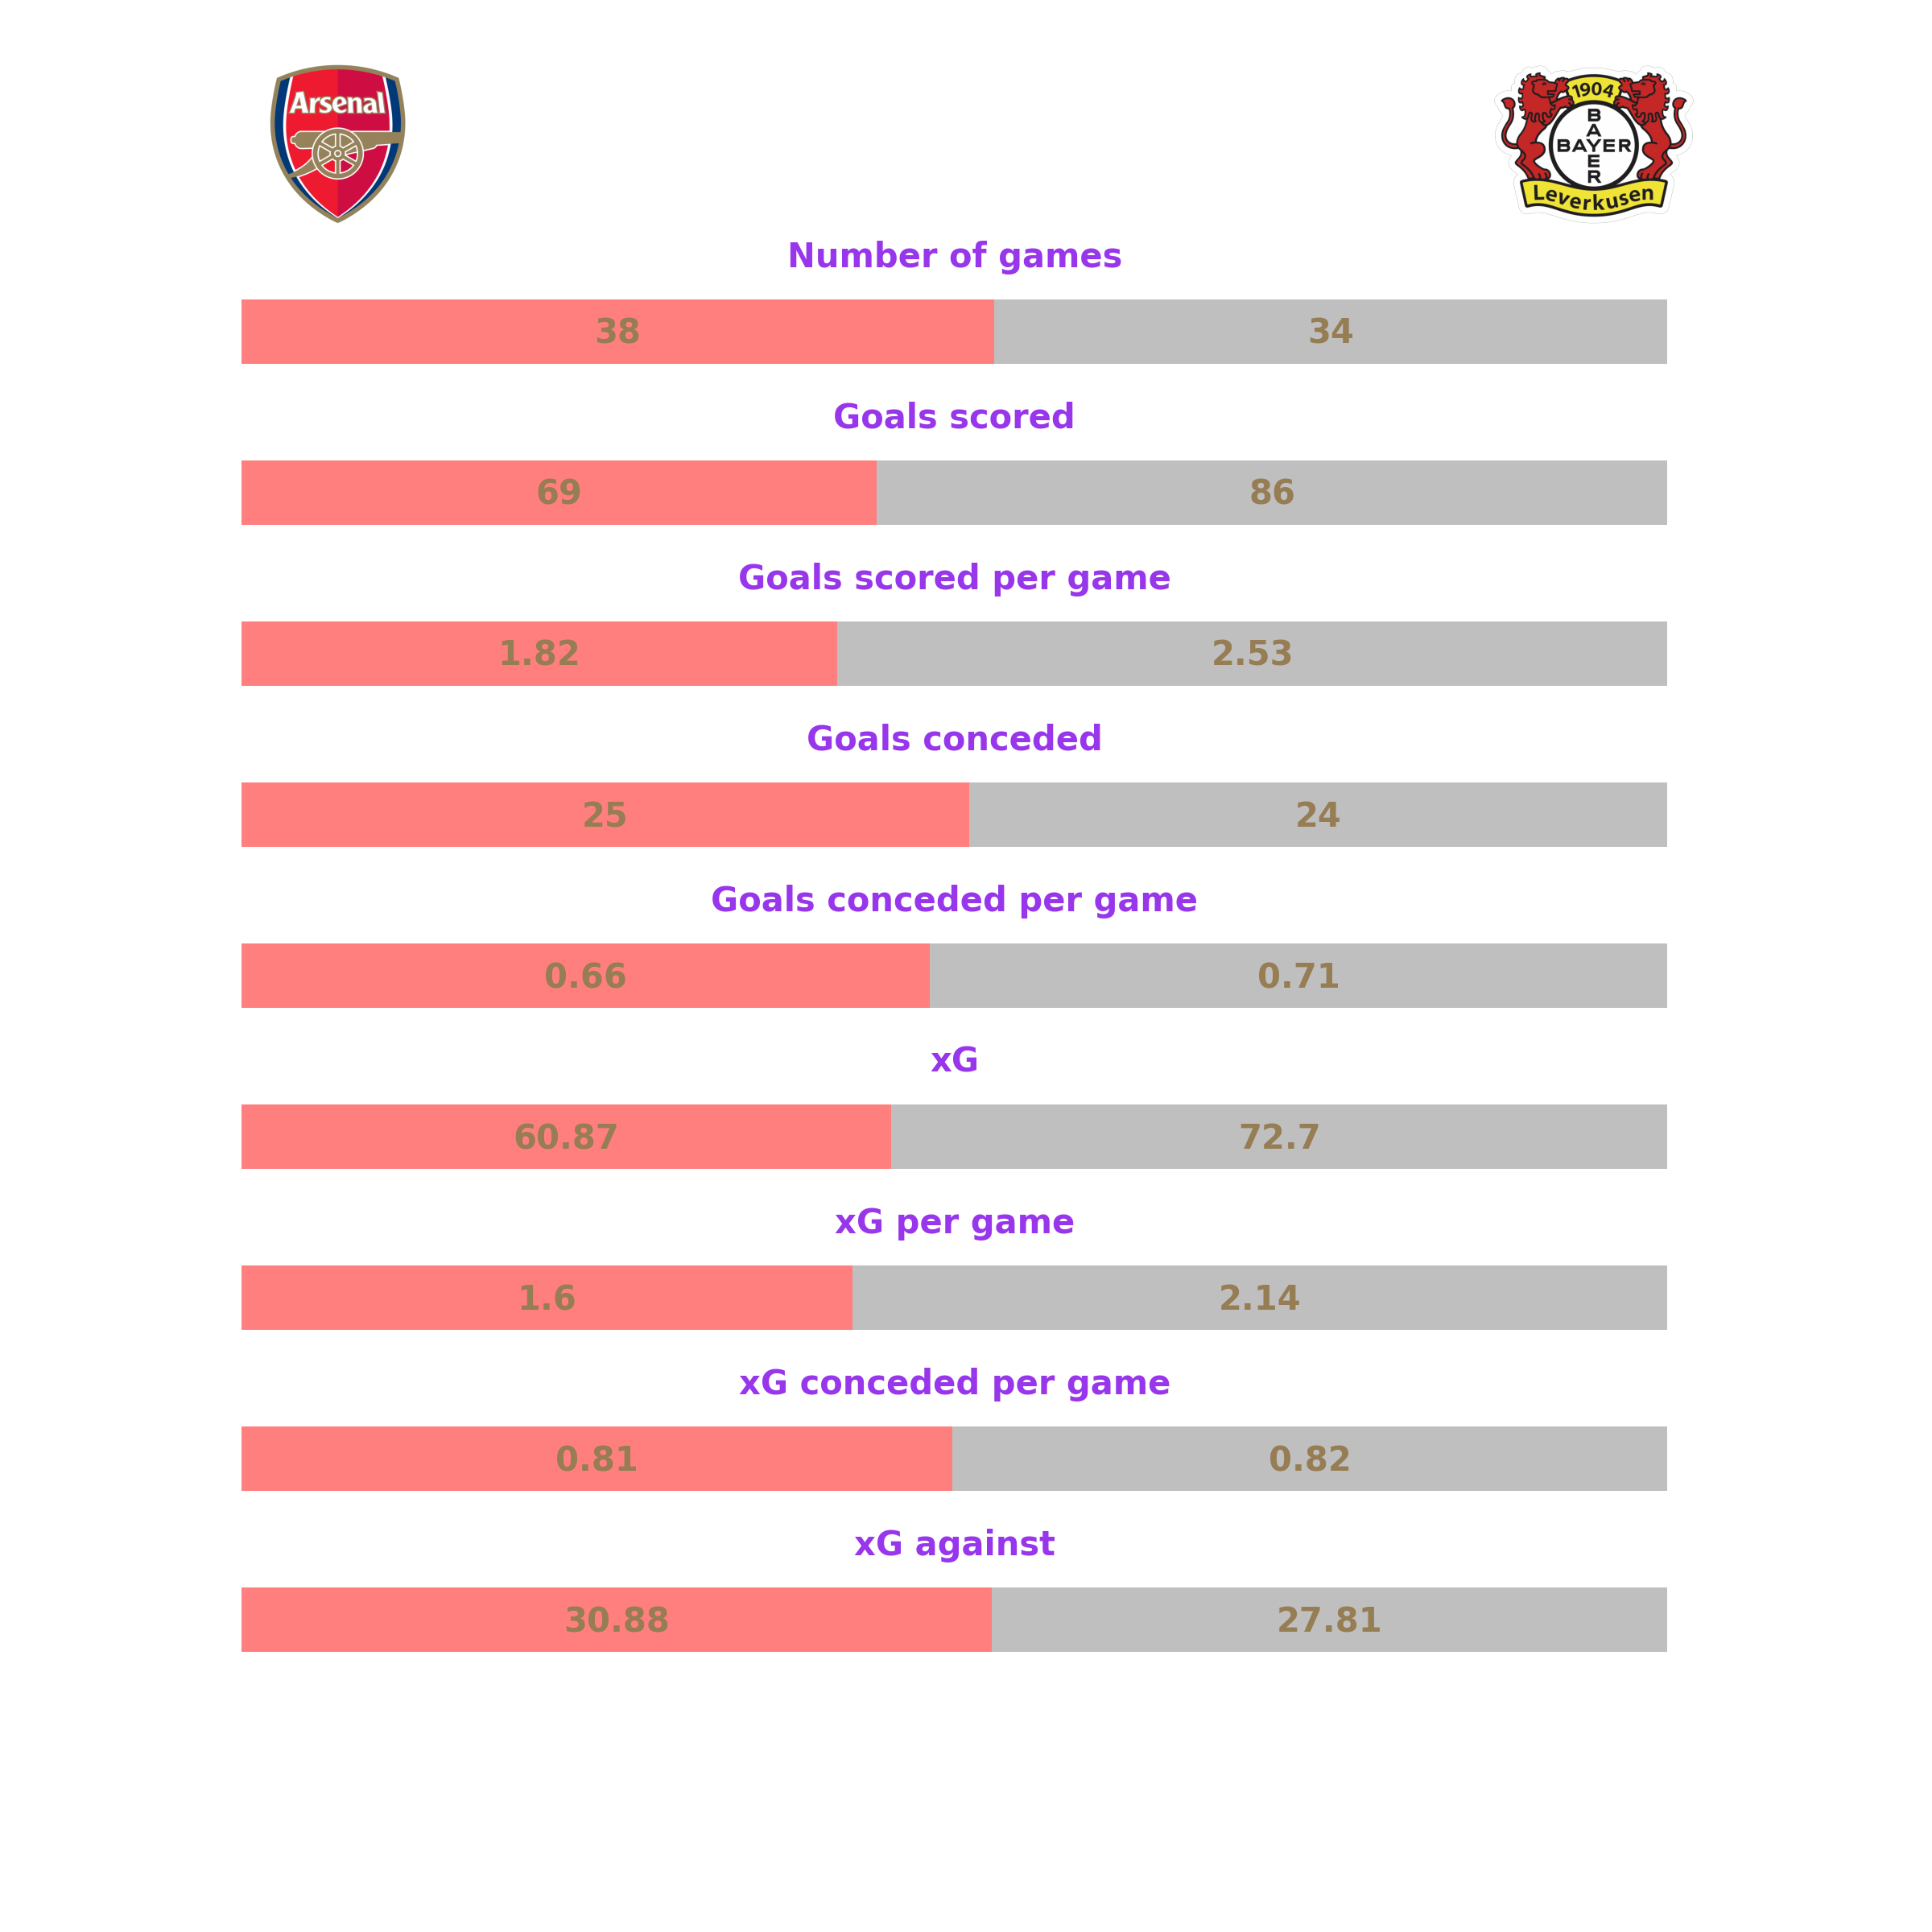 Arsenal
1904
BAYER
BAYER
Leverkusen
Number of games
38 34
Goals scored
69 86
Goals scored per game
1.82 2.53
Goals conceded
25 24
Goals conceded per game
0.66 0.71
xG
60.87 72.7
xG per game
1.6 2.14
xG conceded per game
0.81 0.82
xG against
30.88 27.81